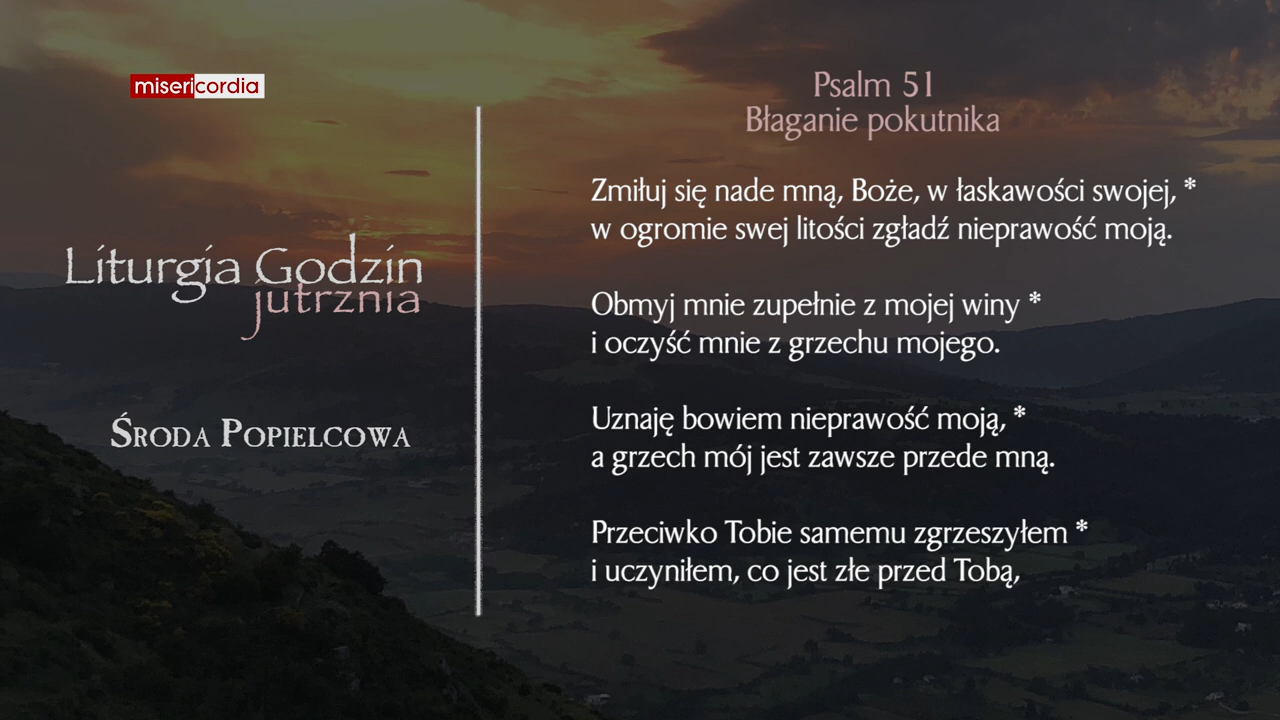 misericordia
Liturgia Godzin
jutrznia
Środa Popielcowa
Psalm 51
Błaganie pokutnika
Zmiłuj się nade mną, Boże, w łaskawości swojej, *
w ogromie swej litości zgładź nieprawość moją.
Obmyj mnie zupełnie z mojej winy *
i oczyść mnie z grzechu mojego.
Uznaję bowiem nieprawość moją, *
a grzech mój jest zawsze przede mną.
Przeciwko Tobie samemu zgrzeszyłem *
i uczyniłem, co jest złe przed Tobą,